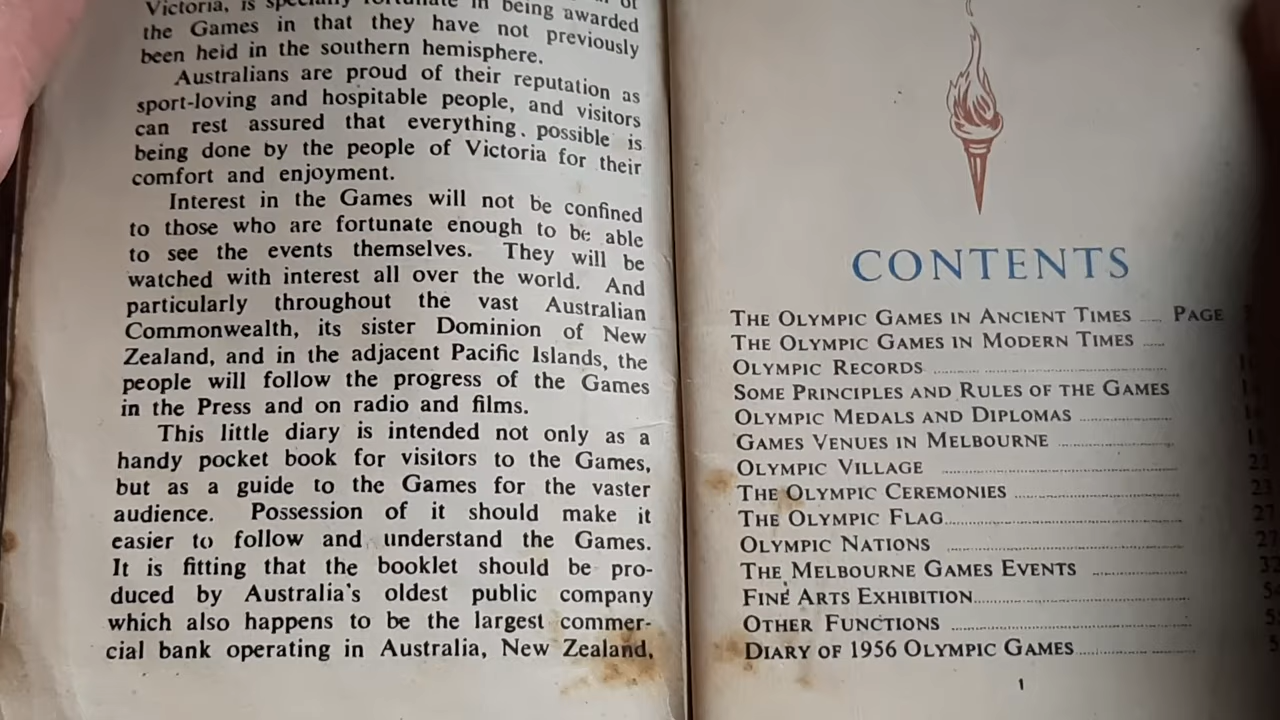 Victoria, is specially fortunate in being awarded
the Games in that they have not previously
been heid in the southern hemisphere.
Australians are proud of their reputation as
sport-loving and hospitable people, and visitors
can rest assured that everything. possible is
being done by the people of Victoria for their
comfort and enjoyment.
Interest in the Games will not be confined
to those who are fortunate enough to be able
to see the events themselves. They will be
watched with interest all over the world. And
particularly throughout the vast Australian
Commonwealth, its sister Dominion of New
Zealand, and in the adjacent Pacific Islands, the
people will follow the progress of the Games
in the Press and on radio and films.
This little diary is intended not only as a
handy pocket book for visitors to the Games,
but as a guide to the Games for the vaster
audience. Possession of it should make it
easier to follow and understand the Games.
It is fitting that the booklet should be pro-
duced by Australia's oldest public company
which also happens to be the largest commer-
cial bank operating in Australia, New Zealand,
CONTENTS
THE OLYMPIC GAMES IN ANCIENT TIMES ..... PAGE
THE OLYMPIC GAMES IN MODERN TIMES .....
OLYMPIC RECORDS .....
SOME PRINCIPLES AND RULES OF THE GAMES
OLYMPIC MEDALS AND DIPLOMAS .....
GAMES VENUES IN MELBOURNE .....
OLYMPIC VILLAGE ..... 23
THE OLYMPIC CEREMONIES ..... 23
THE OLYMPIC FLAG..... 27
OLYMPIC NATIONS ..... 27
THE MELBOURNE GAMES EVENTS .....
FINE ARTS EXHIBITION.....
OTHER FUNCTIONS .....
DIARY OF 1956 OLYMPIC GAMES.....
1